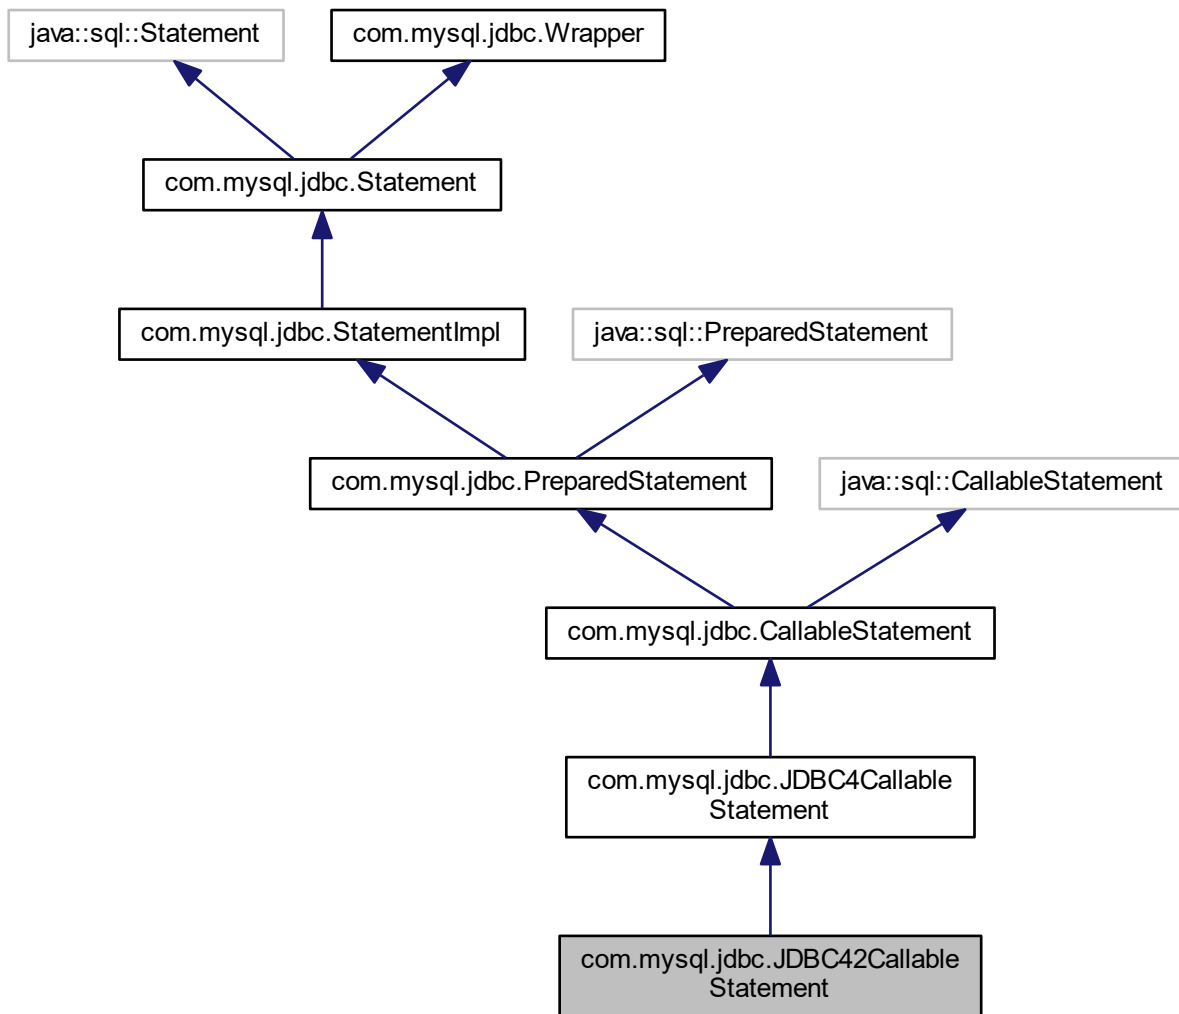 java::sql::Statement
com.mysql.jdbc.Wrapper
com.mysql.jdbc.Statement
com.mysql.jdbc.StatementImpl
java::sql::PreparedStatement
com.mysql.jdbc.PreparedStatement
java::sql::CallableStatement
com.mysql.jdbc.CallableStatement
com.mysql.jdbc.JDBC4Callable
Statement
com.mysql.jdbc.JDBC42Callable
Statement